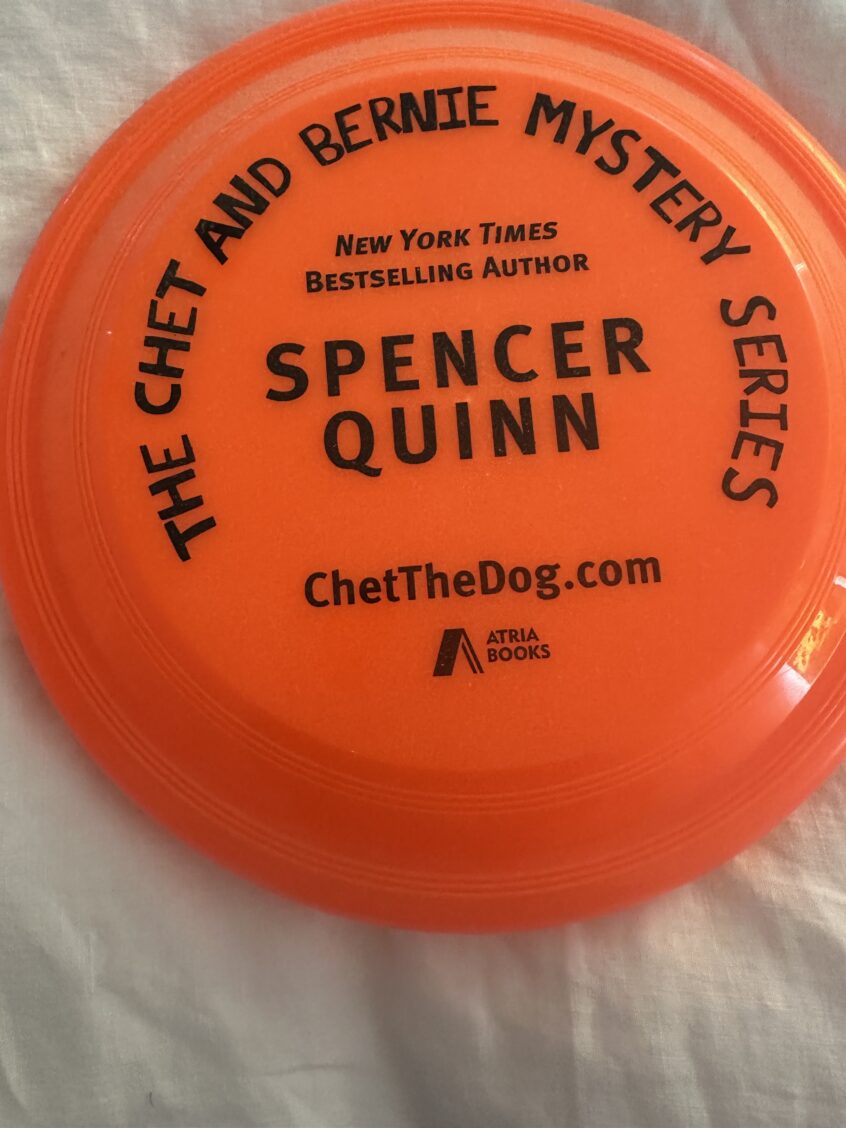 THE CHET AND BERNIE MYSTERY SERIES
NEW YORK TIMES
BESTSELLING AUTHOR
SPENCER
QUINN
ChetTheDog.com
ATRIA
BOOKS